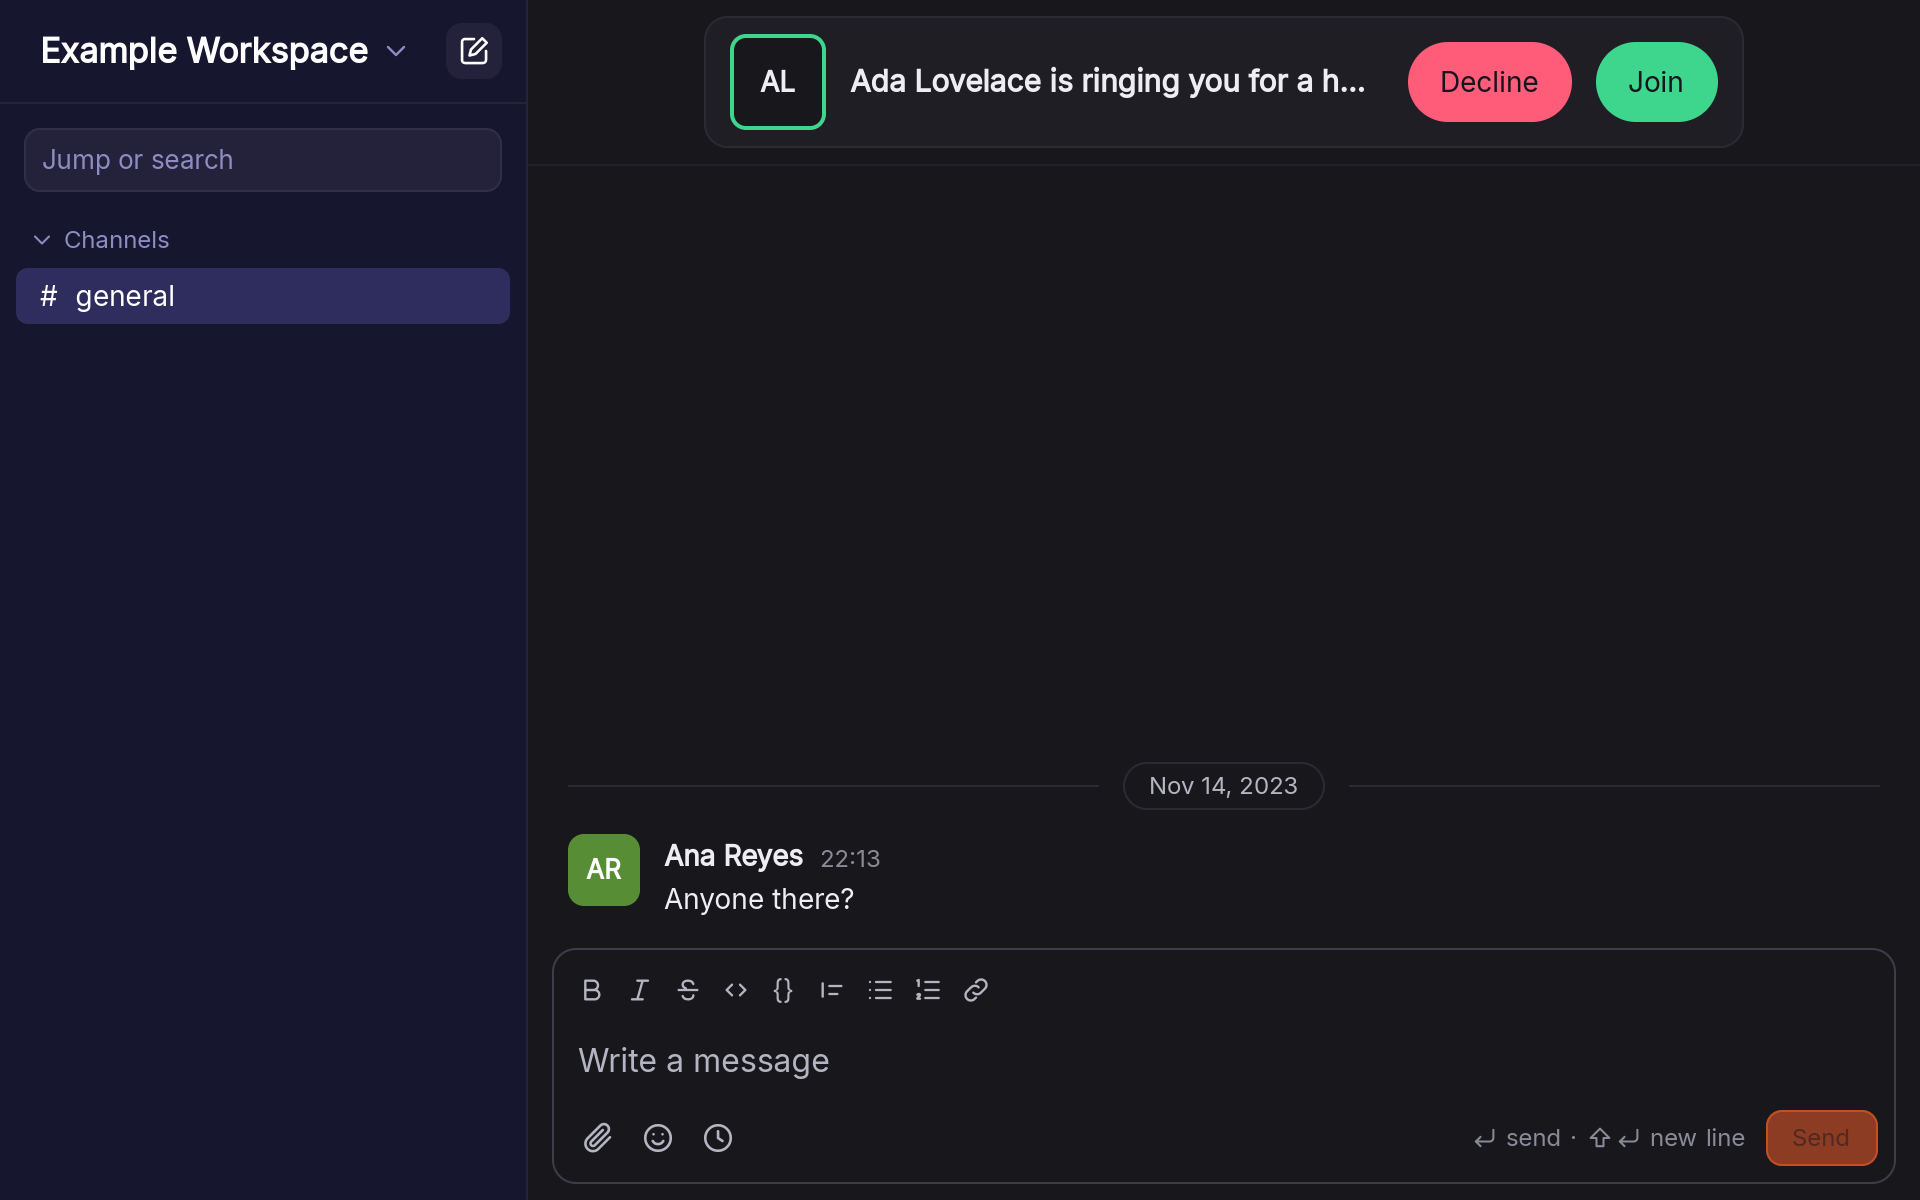 Example Workspace
Jump or search
Channels
# general
AL
Ada Lovelace is ringing you for a h...
Decline
Join
Nov 14, 2023
AR
Ana Reyes 22:13
Anyone there?
Write a message
send · new line
Send